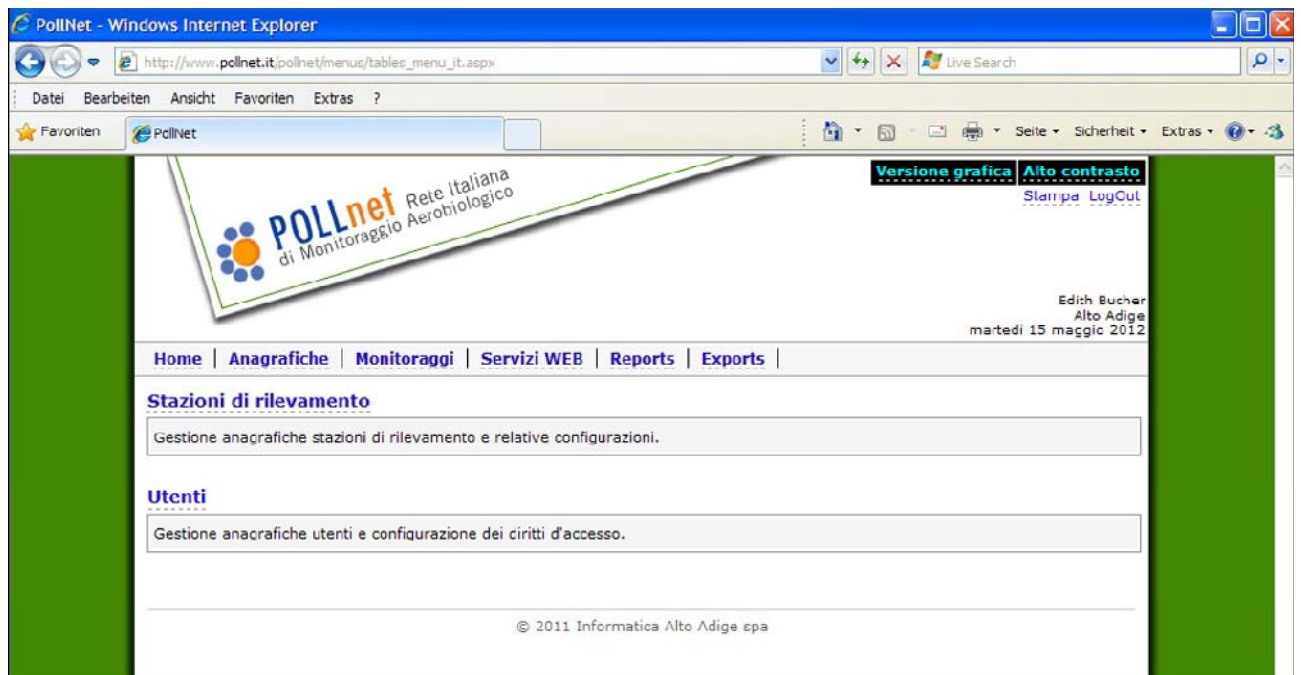 PollNet - Windows Internet Explorer
http://www.pollnet.it/pollnet/menus/tables_menu_it.aspx
Live Search
Datei Bearbeiten Ansicht Favoriten Extras ?
Favoriten PollNet Seite Sicherheit Extras
POLLnet Rete Italiana
di Monitoraggio Aerobiologico
Versione grafica Alto contrasto
Stampa LogOut
Edith Bucher
Alto Adige
martedì 15 maggio 2012
Home | Anagrafiche | Monitoraggi | Servizi WEB | Reports | Exports |
Stazioni di rilevamento
Gestione anagrafiche stazioni di rilevamento e relative configurazioni.
Utenti
Gestione anagrafiche utenti e configurazione dei diritti d'accesso.
© 2011 Informatica Alto Adige spa